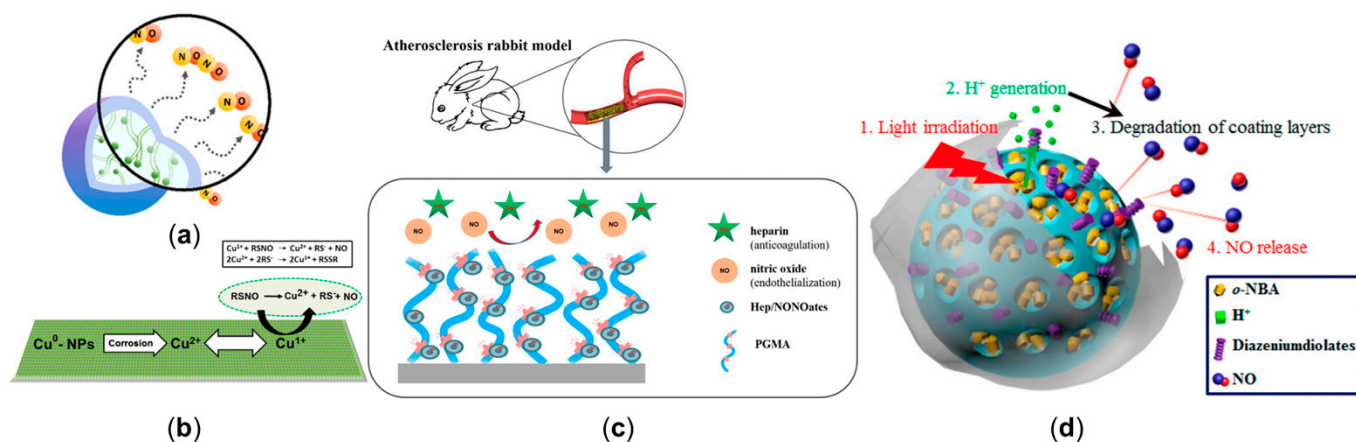 N O
N O N O
N O
N O
N O
(a)
Cu¹⁺ + RSNO → Cu²⁺ + RS⁻ + NO
2Cu²⁺ + 2RS⁻ → 2Cu¹⁺ + RSSR
RSNO → Cu²⁺ + RS⁻ + NO
Cu⁰- NPs Corrosion Cu²⁺ Cu¹⁺
(b)
Atherosclerosis rabbit model
NO NO NO NO NO
heparin
(anticoagulation)
NO
nitric oxide
(endothelialization)
Hep/NONOates
PGMA
(c)
2. H⁺ generation
1. Light irradiation
3. Degradation of coating layers
4. NO release
o-NBA
H⁺
Diazeniumdiolates
NO
(d)